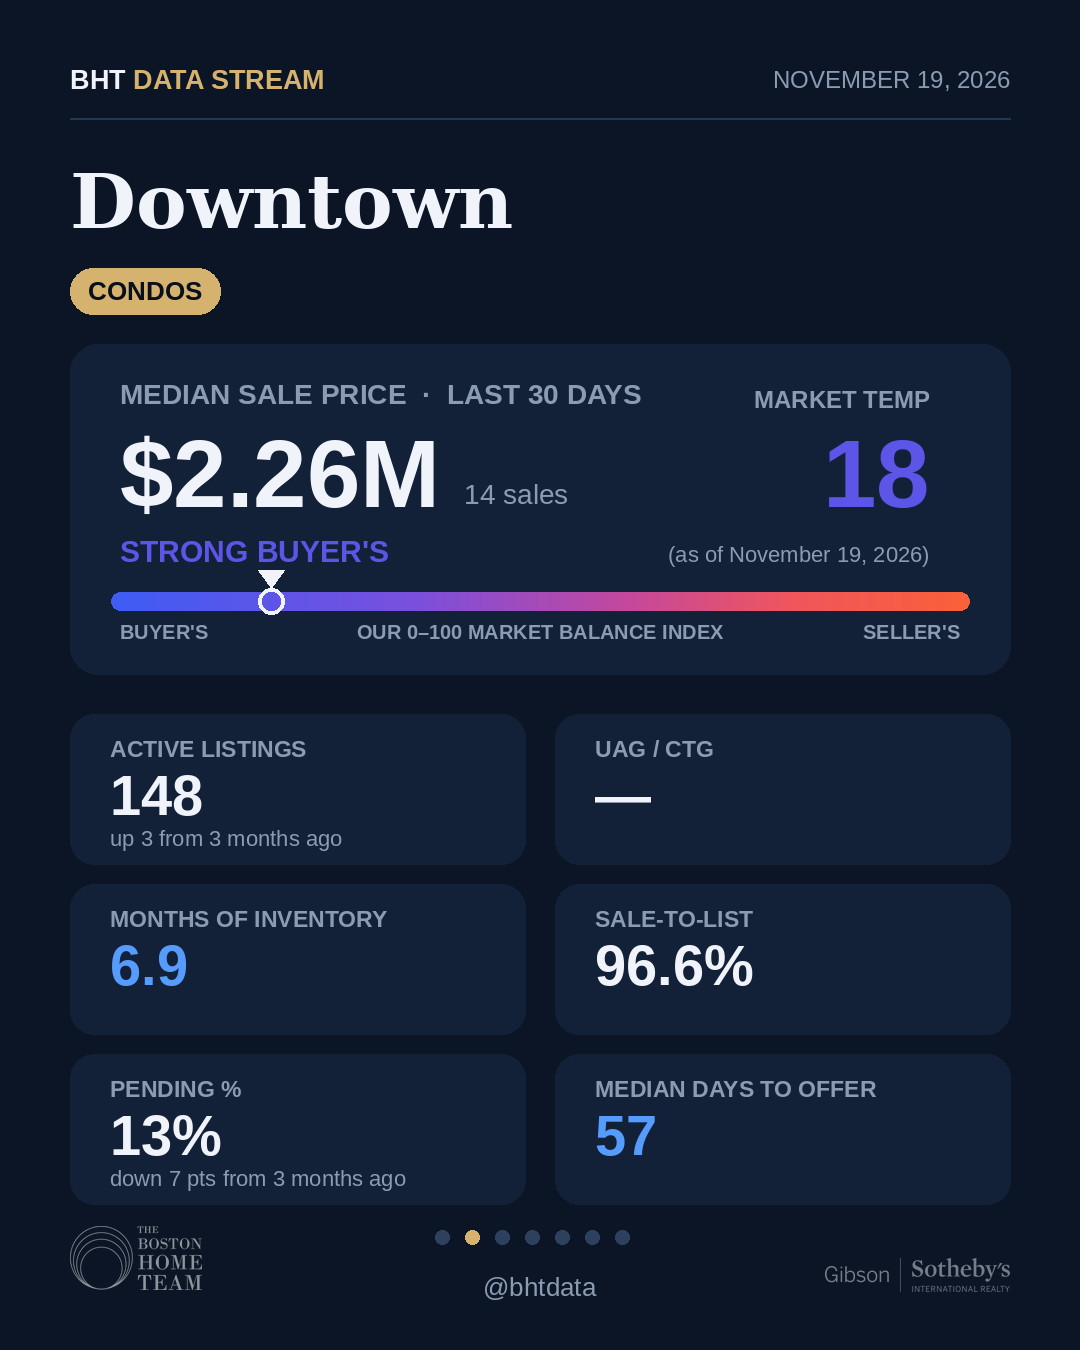 BHT DATA STREAM
NOVEMBER 19, 2026
Downtown
CONDOS
MEDIAN SALE PRICE · LAST 30 DAYS
MARKET TEMP
$2.26M 14 sales
18
STRONG BUYER'S
(as of November 19, 2026)
BUYER'S
OUR 0–100 MARKET BALANCE INDEX
SELLER'S
ACTIVE LISTINGS
148
up 3 from 3 months ago
UAG / CTG
—
MONTHS OF INVENTORY
6.9
SALE-TO-LIST
96.6%
PENDING %
13%
down 7 pts from 3 months ago
MEDIAN DAYS TO OFFER
57
THE
BOSTON
HOME
TEAM
@bhtdata
Gibson
Sotheby's
INTERNATIONAL REALTY